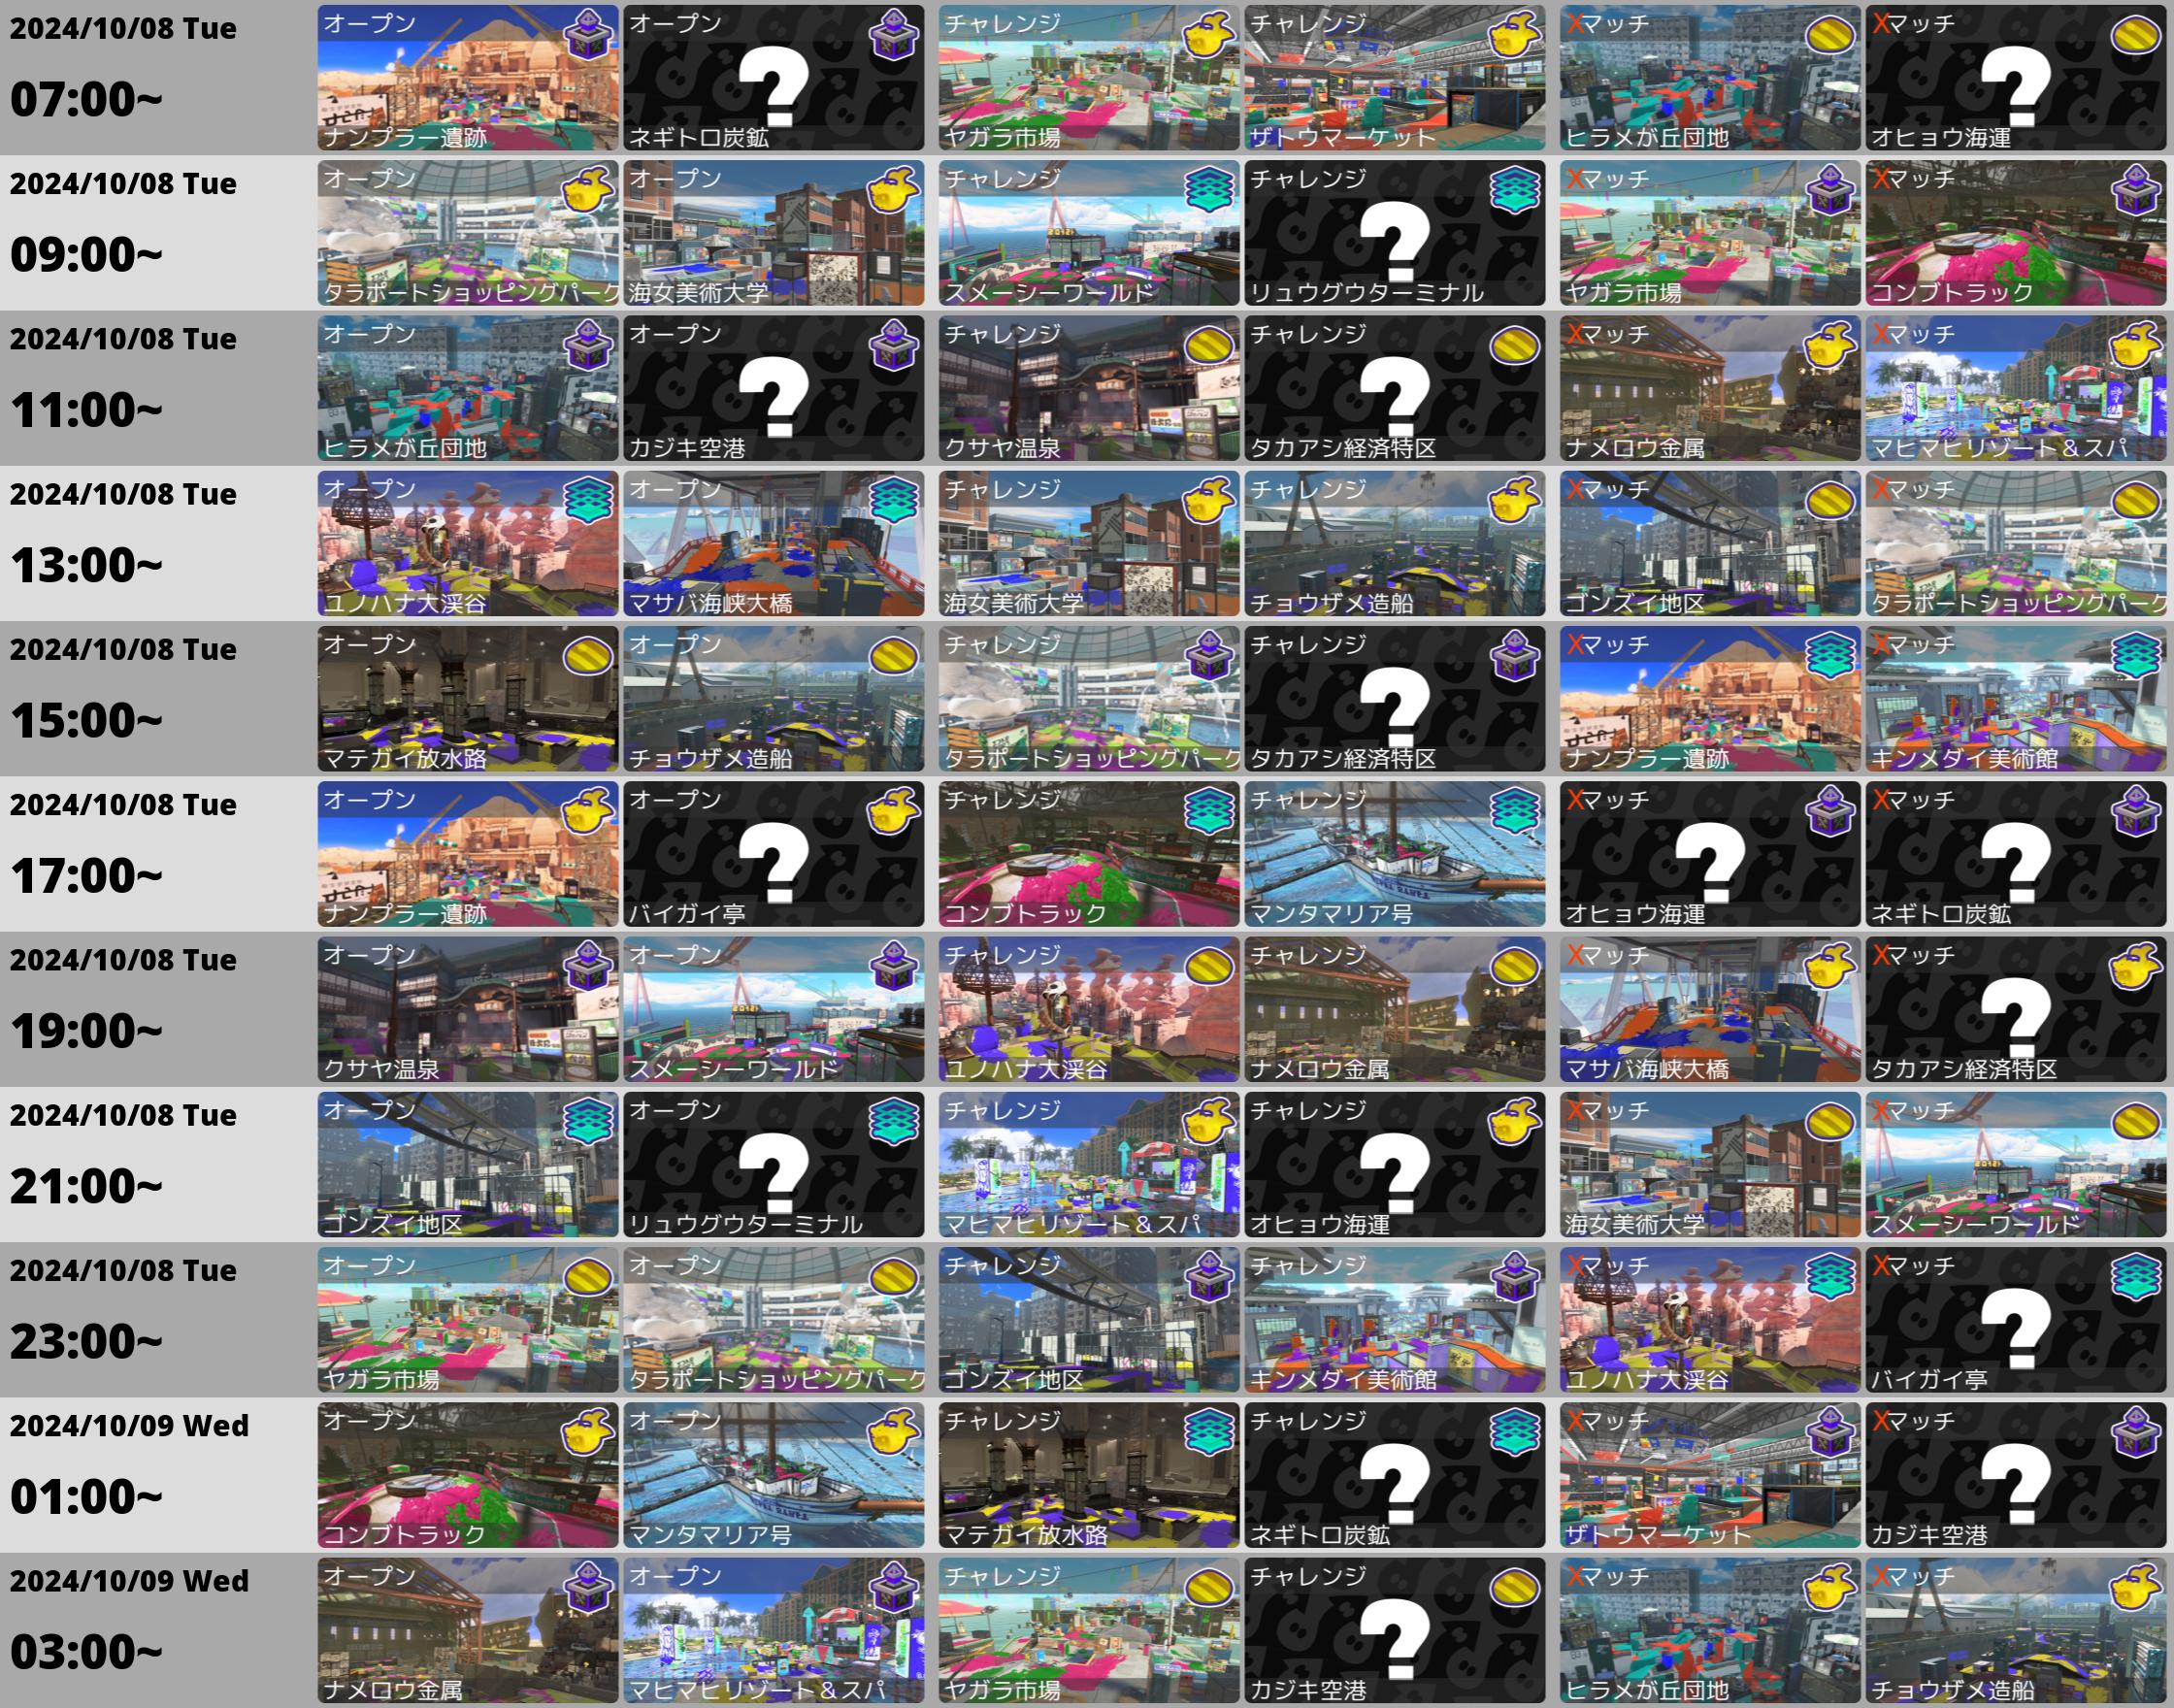 2024/10/08 Tue
07:00~
オープン
ナンプラー遺跡
オープン
ネギトロ炭鉱
チャレンジ
ヤガラ市場
チャレンジ
ザトウマーケット
Xマッチ
ヒラメが丘団地
Xマッチ
オヒョウ海運
2024/10/08 Tue
09:00~
オープン
タラポートショッピングパーク
オープン
海女美術大学
チャレンジ
スメーシーワールド
チャレンジ
リュウグウターミナル
Xマッチ
ヤガラ市場
Xマッチ
コンブトラック
2024/10/08 Tue
11:00~
オープン
ヒラメが丘団地
オープン
カジキ空港
チャレンジ
クサヤ温泉
チャレンジ
タカアシ経済特区
Xマッチ
ナメロウ金属
Xマッチ
マヒマヒリゾート&スパ
2024/10/08 Tue
13:00~
オープン
ユノハナ大渓谷
オープン
マサバ海峡大橋
チャレンジ
海女美術大学
チャレンジ
チョウザメ造船
Xマッチ
ゴンズイ地区
Xマッチ
タラポートショッピングパーク
2024/10/08 Tue
15:00~
オープン
マテガイ放水路
オープン
チョウザメ造船
チャレンジ
タラポートショッピングパーク
チャレンジ
タカアシ経済特区
Xマッチ
ナンプラー遺跡
Xマッチ
キンメダイ美術館
2024/10/08 Tue
17:00~
オープン
ナンプラー遺跡
オープン
バイガイ亭
チャレンジ
コンブトラック
チャレンジ
マンタマリア号
Xマッチ
オヒョウ海運
Xマッチ
ネギトロ炭鉱
2024/10/08 Tue
19:00~
オープン
クサヤ温泉
オープン
スメーシーワールド
チャレンジ
ユノハナ大渓谷
チャレンジ
ナメロウ金属
Xマッチ
マサバ海峡大橋
Xマッチ
タカアシ経済特区
2024/10/08 Tue
21:00~
オープン
ゴンズイ地区
オープン
リュウグウターミナル
チャレンジ
マヒマヒリゾート&スパ
チャレンジ
オヒョウ海運
Xマッチ
海女美術大学
Xマッチ
スメーシーワールド
2024/10/08 Tue
23:00~
オープン
ヤガラ市場
オープン
タラポートショッピングパーク
チャレンジ
ゴンズイ地区
チャレンジ
キンメダイ美術館
Xマッチ
ユノハナ大渓谷
Xマッチ
バイガイ亭
2024/10/09 Wed
01:00~
オープン
コンブトラック
オープン
マンタマリア号
チャレンジ
マテガイ放水路
チャレンジ
ネギトロ炭鉱
Xマッチ
ザトウマーケット
Xマッチ
カジキ空港
2024/10/09 Wed
03:00~
オープン
ナメロウ金属
オープン
マヒマヒリゾート&スパ
チャレンジ
ヤガラ市場
チャレンジ
カジキ空港
Xマッチ
ヒラメが丘団地
Xマッチ
チョウザメ造船